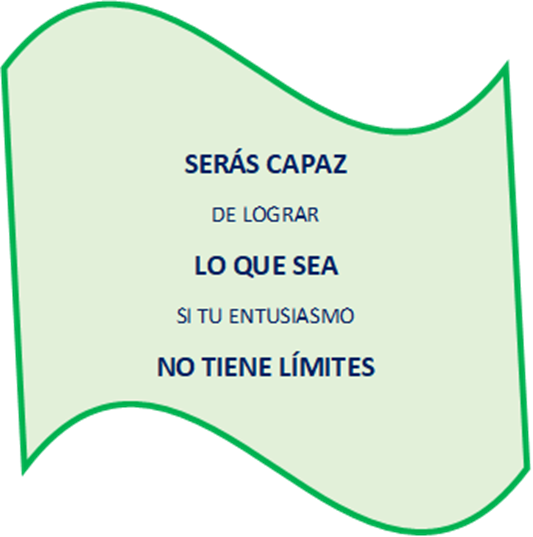 SERÁS CAPAZ
DE LOGRAR
LO QUE SEA
SI TU ENTUSIASMO
NO TIENE LÍMITES